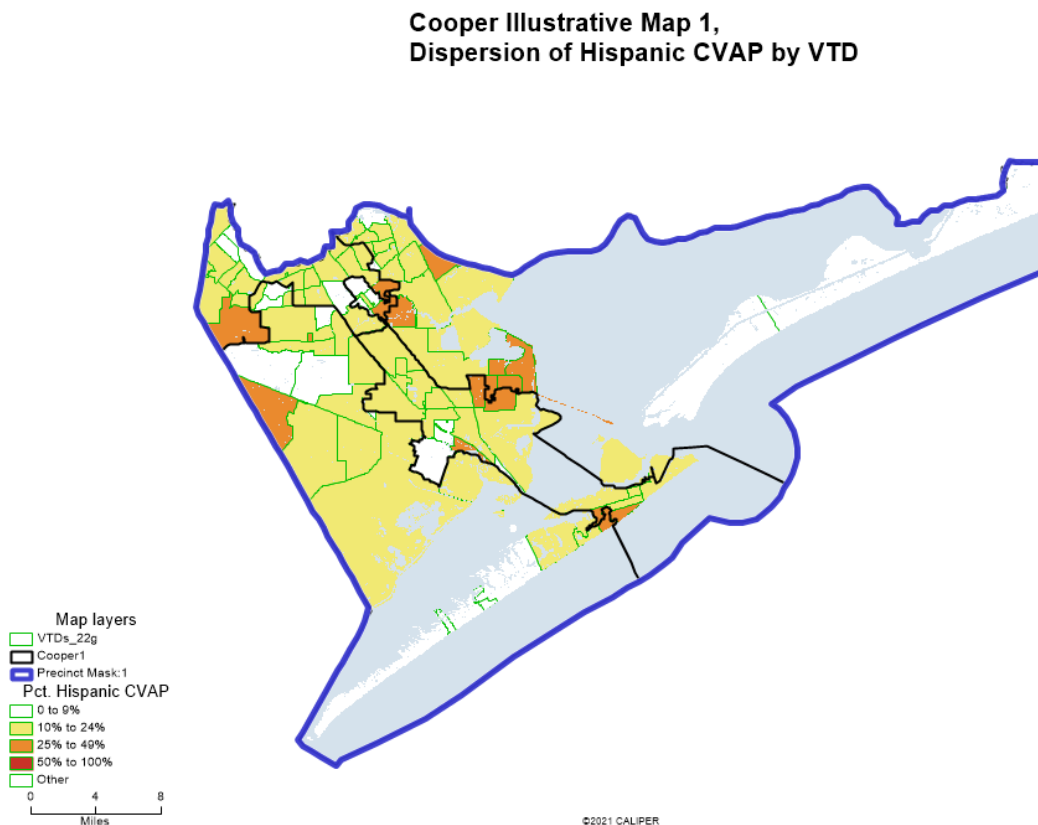 Cooper Illustrative Map 1,
Dispersion of Hispanic CVAP by VTD
Map layers
VTDs_22g
Cooper1
Precinct Mask:1
Pct. Hispanic CVAP
0 to 9%
10% to 24%
25% to 49%
50% to 100%
Other
0 4 8
Miles
©2021 CALIPER